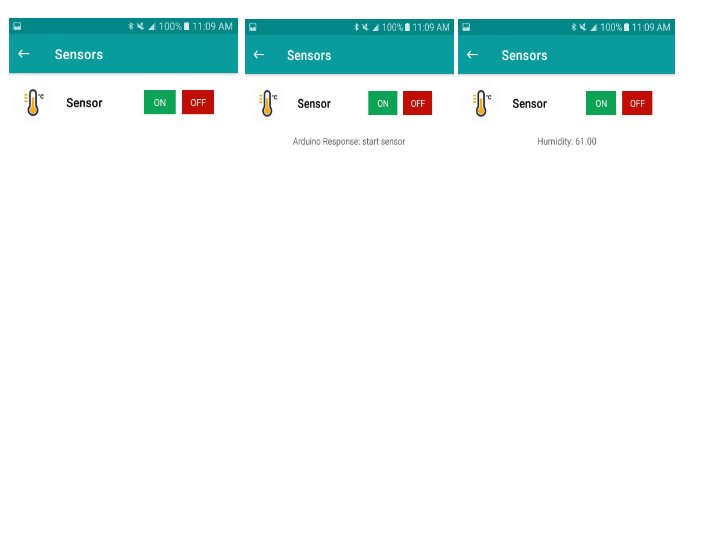 100% 11:09 AM
Sensors
°C Sensor ON OFF
100% 11:09 AM
Sensors
°C Sensor ON OFF
Arduino Response: start sensor
100% 11:09 AM
Sensors
°C Sensor ON OFF
Humidity: 61.00